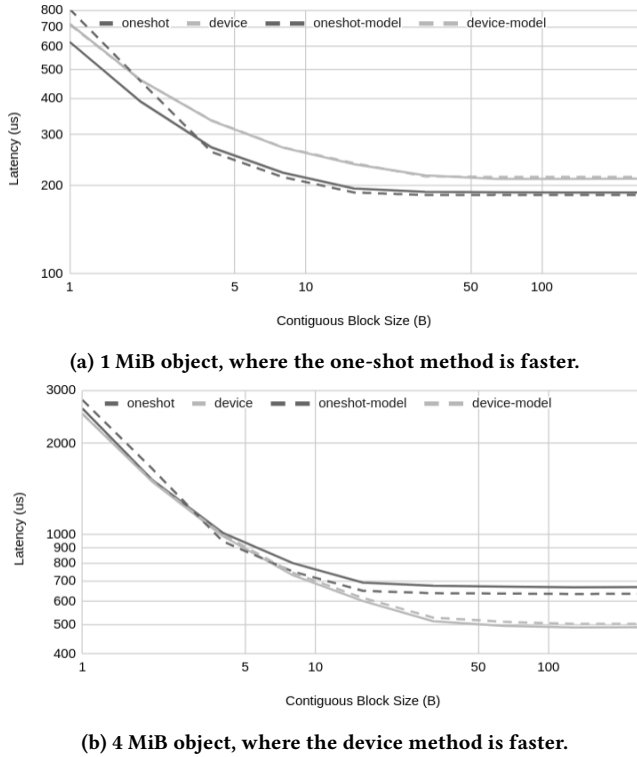 800
700
600
500
400
300
200
100
oneshot device oneshot-model device-model
Latency (us)
1 5 10 50 100
Contiguous Block Size (B)
(a) 1 MiB object, where the one-shot method is faster.
3000
2000
1000
900
800
700
600
500
400
oneshot device oneshot-model device-model
Latency (us)
1 5 10 50 100
Contiguous Block Size (B)
(b) 4 MiB object, where the device method is faster.